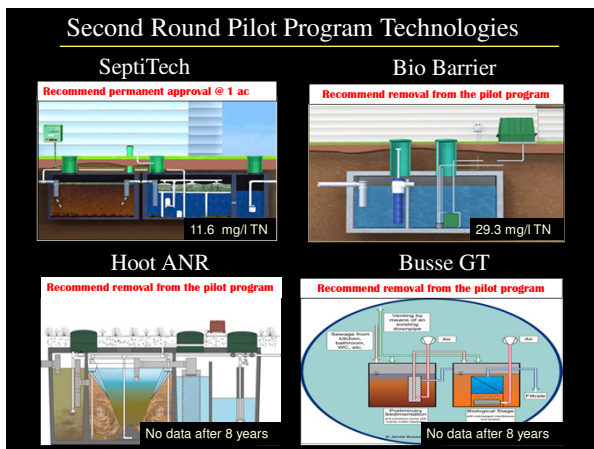 Second Round Pilot Program Technologies
SeptiTech
Recommend permanent approval @ 1 ac
11.6 mg/l TN
Bio Barrier
Recommend removal from the pilot program
29.3 mg/l TN
Hoot ANR
Recommend removal from the pilot program
No data after 8 years
Busse GT
Recommend removal from the pilot program
Venting by
means of an
existing
downpipe
Sewage from
kitchen,
bathroom,
WC, etc.
Air
Air
Filtrate
Preliminary
Sedimentation
Biological Stage
No data after 8 years